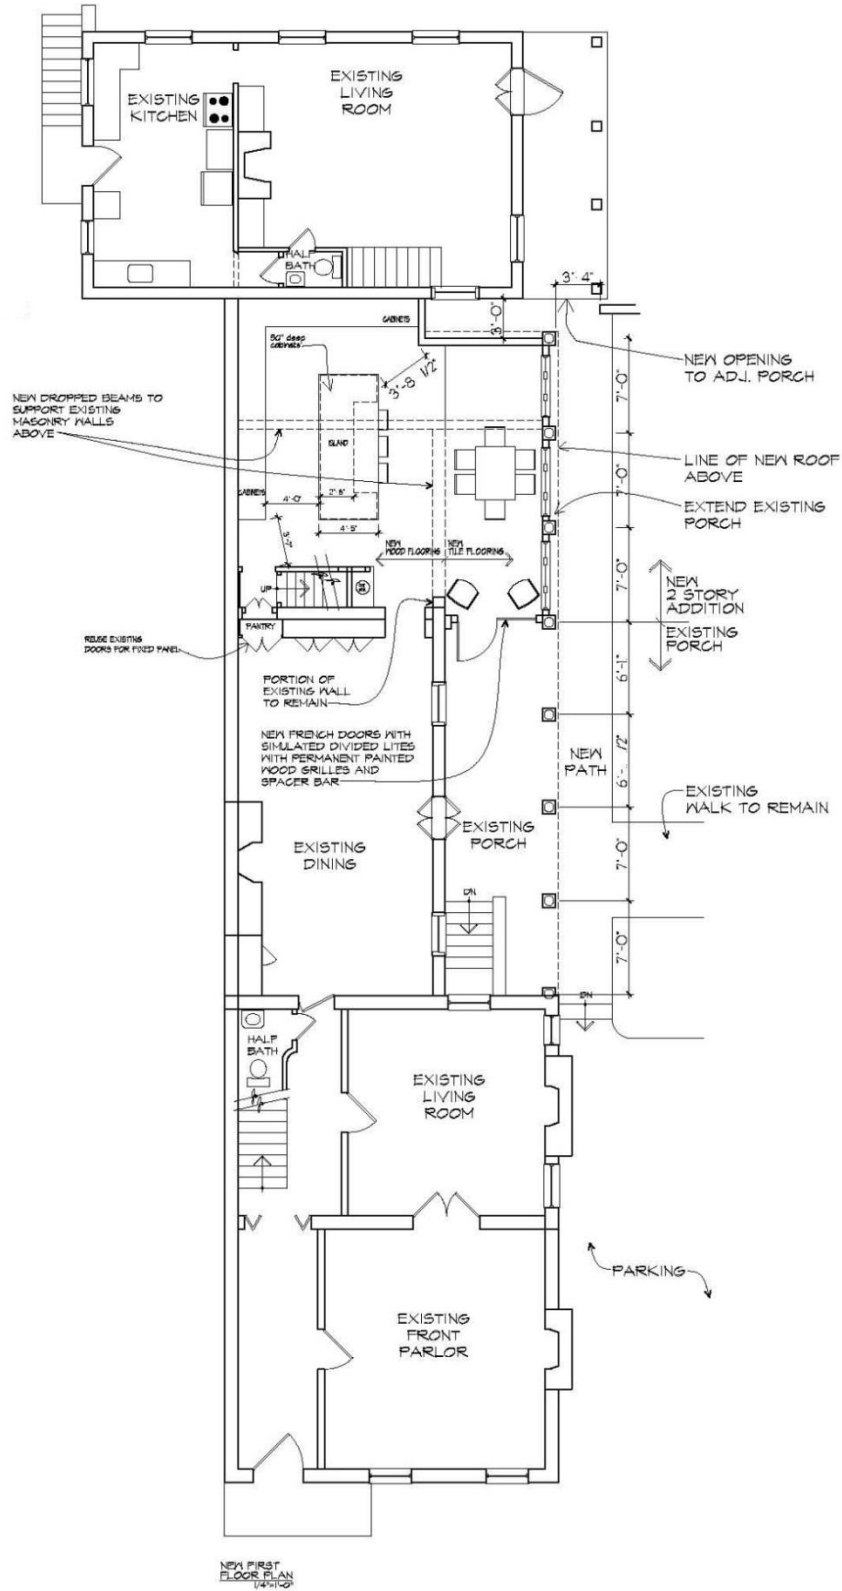 EXISTING
LIVING
ROOM
EXISTING
KITCHEN
HALF
BATH
3'-4"
3'-0"
CABINETS
30" deep
cabinets
3'-8 1/2"
NEW OPENING
TO ADJ. PORCH
7'-0"
NEW DROPPED BEAMS TO
SUPPORT EXISTING
MASONRY WALLS
ABOVE
ISLAND
LINE OF NEW ROOF
ABOVE
7'-0"
CABINETS
4'-0"
EXTEND EXISTING
PORCH
4'-5"
NEW
WOOD FLOORING
NEW
TILE FLOORING
7'-0"
NEW
2 STORY
ADDITION
UP
PANTRY
EXISTING
PORCH
REUSE EXISTING
DOORS FOR FIXED PANEL
6'-1"
PORTION OF
EXISTING WALL
TO REMAIN
NEW FRENCH DOORS WITH
SIMULATED DIVIDED LITES
WITH PERMANENT PAINTED
WOOD GRILLES AND
SPACER BAR
NEW
PATH
EXISTING
WALK TO REMAIN
EXISTING
PORCH
EXISTING
DINING
7'-0"
DN
7'-0"
DN
HALF
BATH
EXISTING
LIVING
ROOM
PARKING
EXISTING
FRONT
PARLOR
NEW FIRST
FLOOR PLAN
1/4"=1'-0"